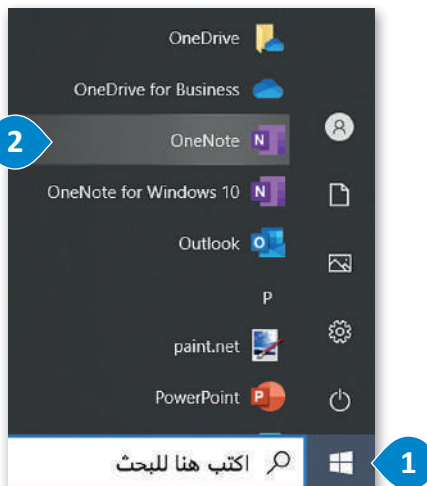 OneDrive
OneDrive for Business
2
OneNote
OneNote for Windows 10
Outlook
P
paint.net
PowerPoint
اكتب هنا للبحث
1